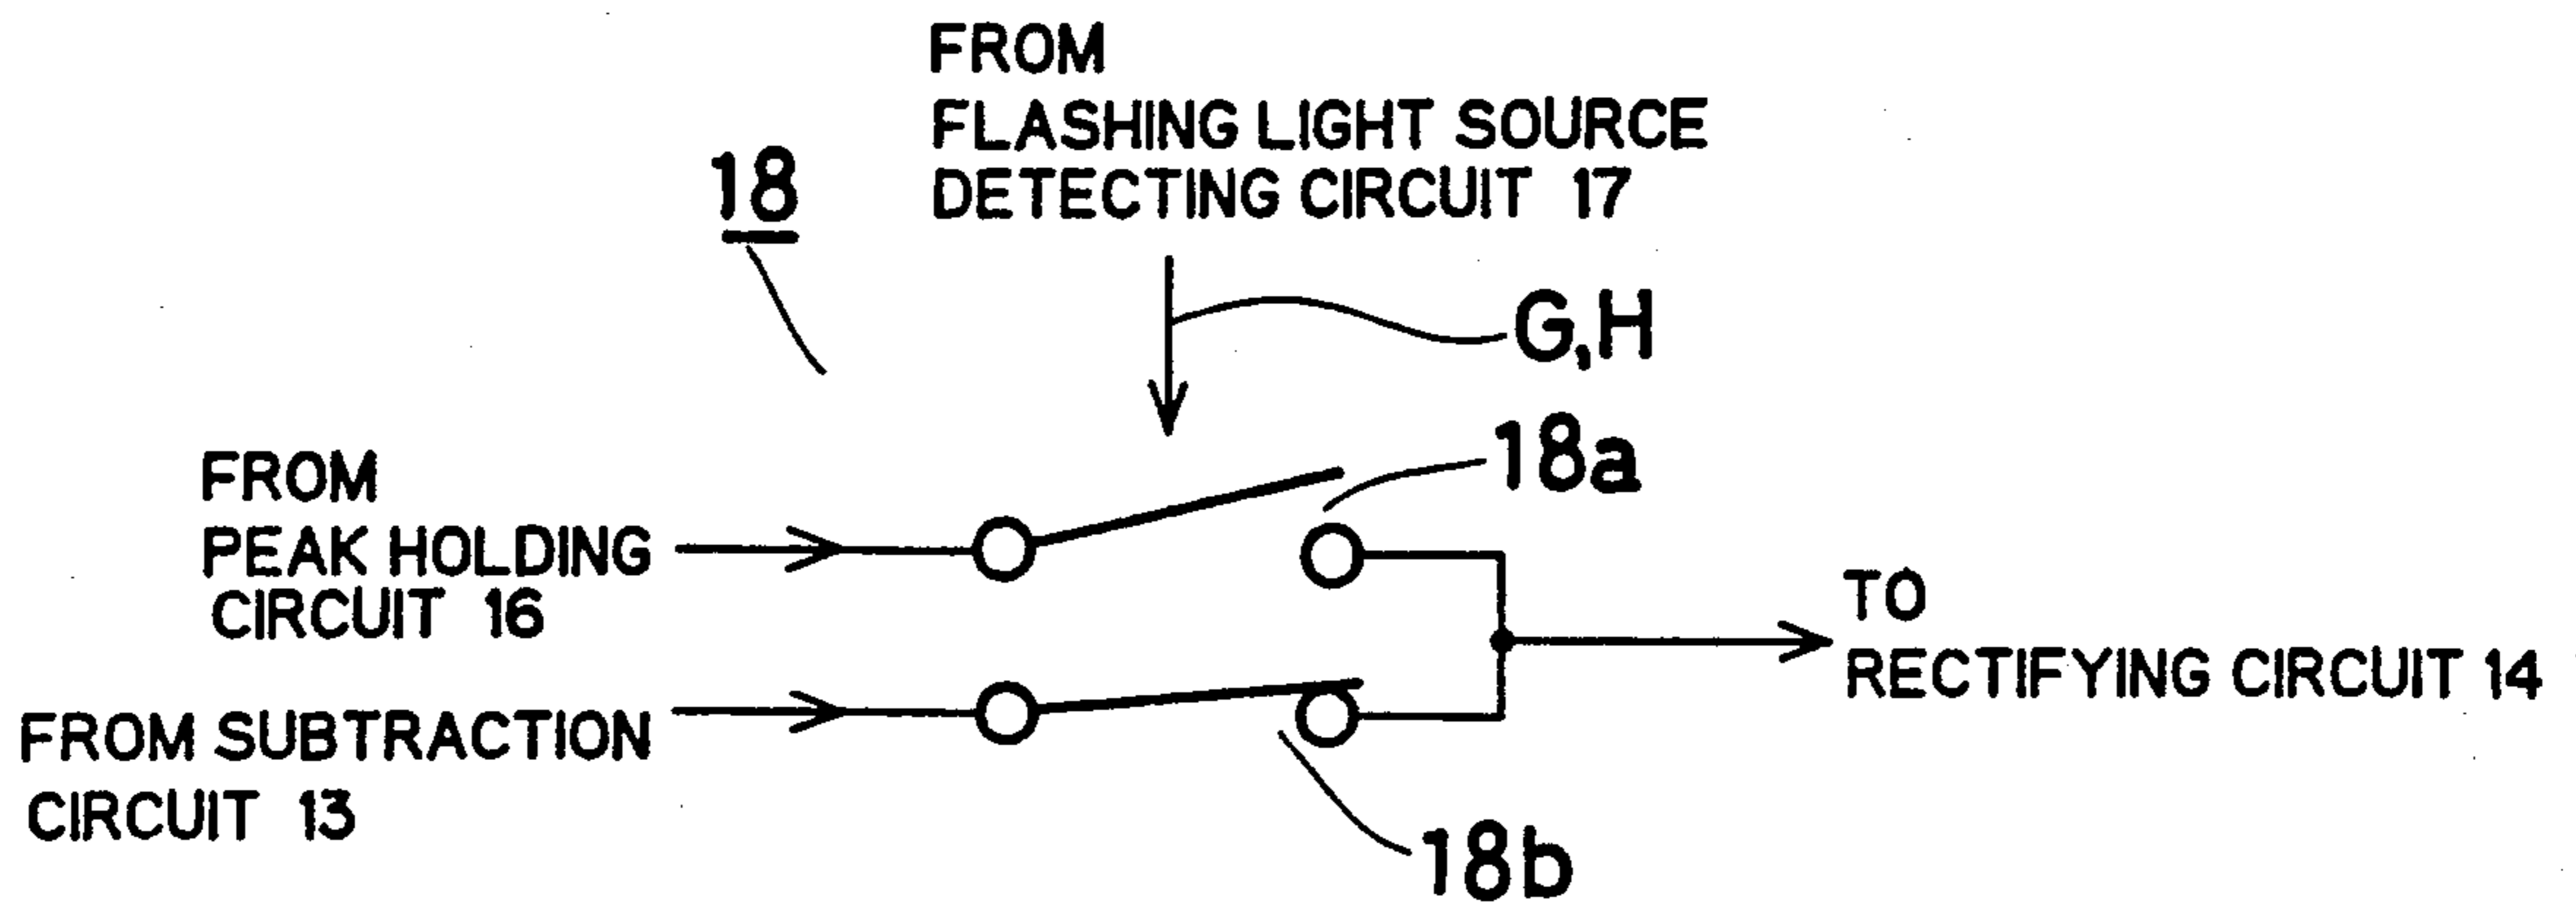 FROM
FLASHING LIGHT SOURCE
DETECTING CIRCUIT 17
18
G,H
18a
FROM
PEAK HOLDING
CIRCUIT 16
TO
RECTIFYING CIRCUIT 14
FROM SUBTRACTION
CIRCUIT 13
18b